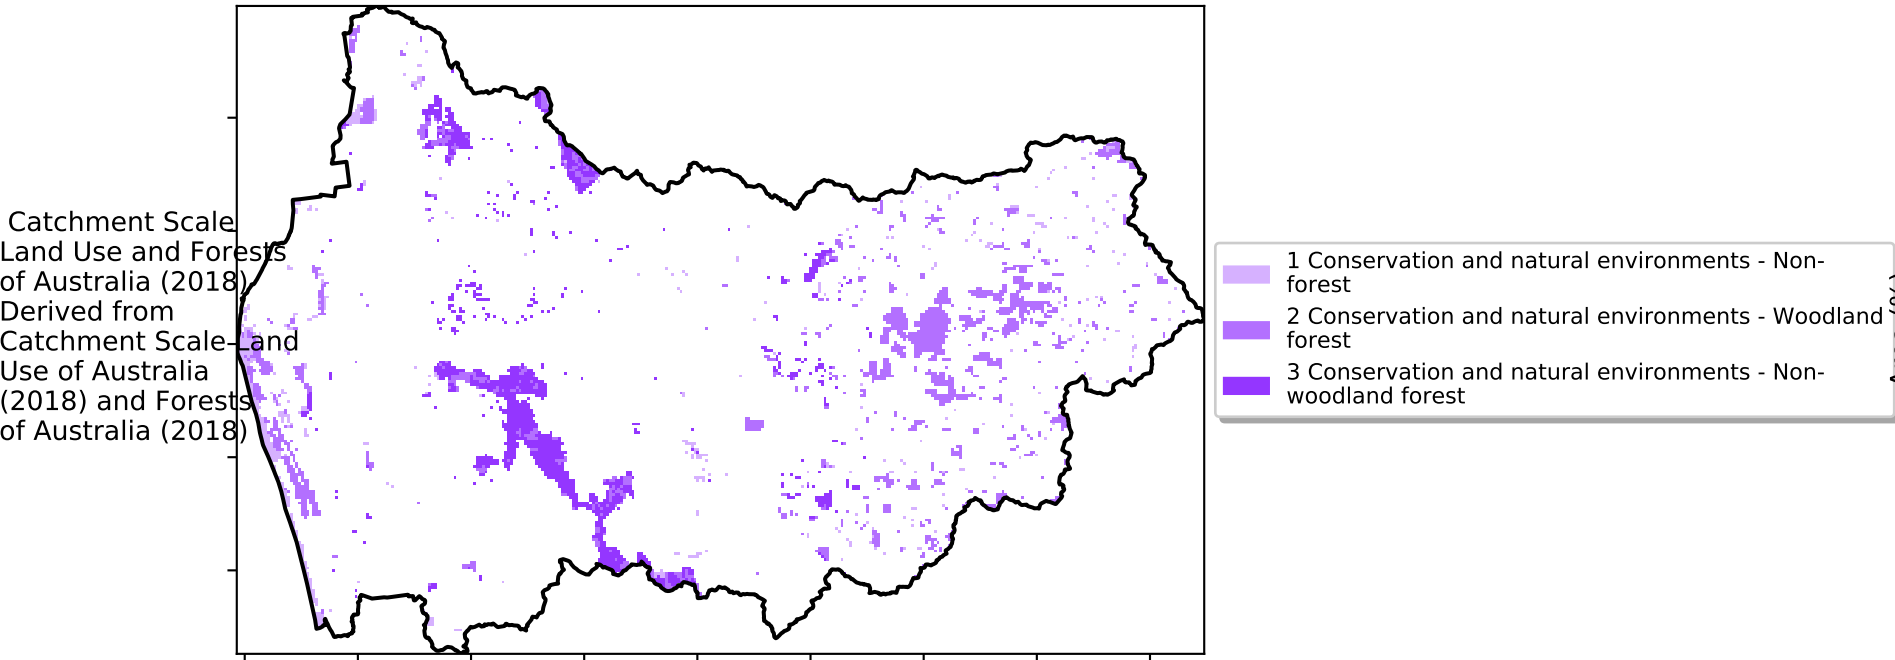 Catchment Scale
Land Use and Forests
of Australia (2018)
Derived from
Catchment Scale Land
Use of Australia
(2018) and Forests
of Australia (2018)
1 Conservation and natural environments - Non-
forest
2 Conservation and natural environments - Woodland
forest
3 Conservation and natural environments - Non-
woodland forest